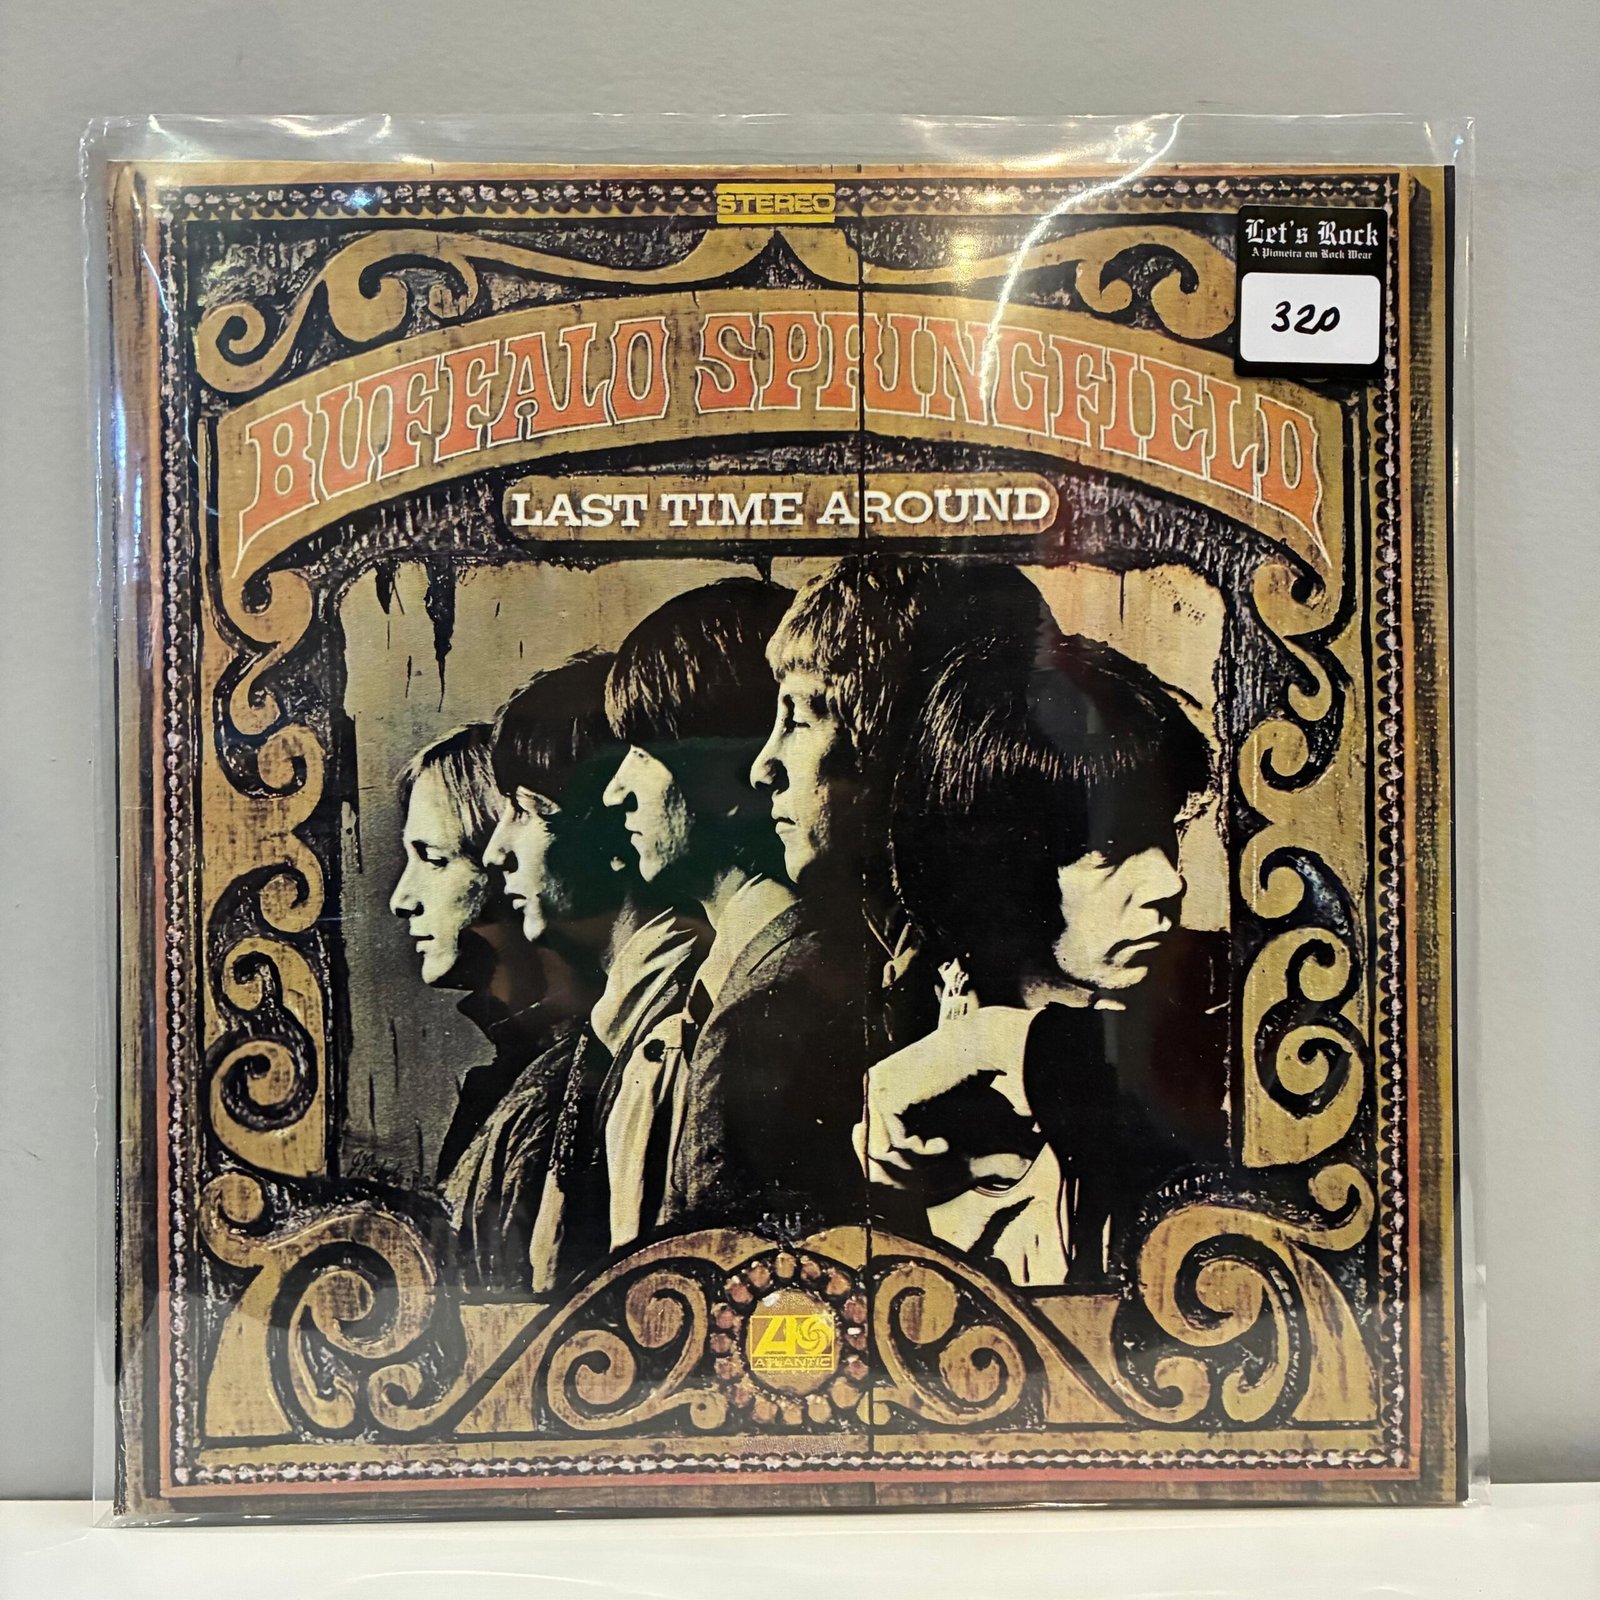 STEREO
Let's Rock
A Pioneira em Rock Wear
320
BUFFALO SPRINGFIELD
LAST TIME AROUND
ATLANTIC